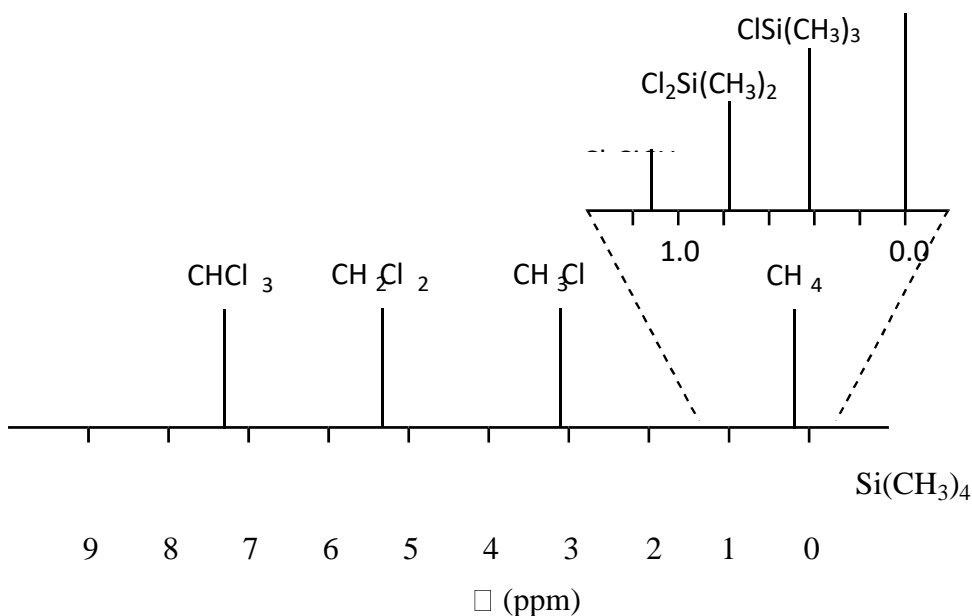 ClSi(CH₃)₃
Cl₂Si(CH₃)₂
1.0 0.0
CHCl ₃ CH ₂Cl ₂ CH ₃Cl CH ₄
Si(CH₃)₄
9 8 7 6 5 4 3 2 1 0
□ (ppm)